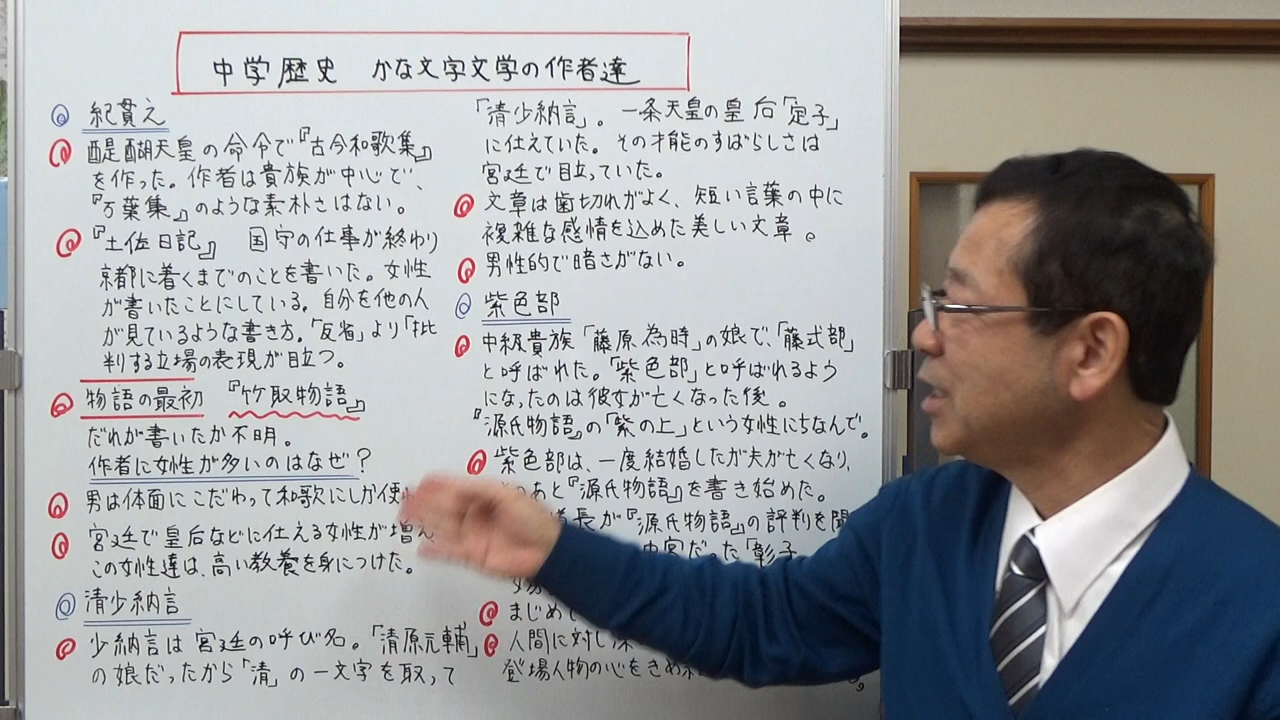 中学歴史 かな文字文学の作者達
紀貫之
醍醐天皇の命令で『古今和歌集』
を作った。作者は貴族が中心で、
『万葉集』のような素朴さはない。
『土佐日記』 国守の仕事が終わり
京都に着くまでのことを書いた。女性
が書いたことにしている。自分を他の人
が見ているような書き方。「反省」より「批
判する立場の表現が目立つ。
物語の最初 『竹取物語』
だれが書いたか不明。
作者に女性が多いのはなぜ?
男は体面にこだわって和歌にしか使わ
宮廷で皇后などに仕える女性が増え
この女性達は、高い教養を身につけた。
清少納言
少納言は宮廷の呼び名。「清原元輔」
の娘だったから「清」の一文字を取って
「清少納言」。一条天皇の皇后「定子」
に仕えていた。その才能のすばらしさは
宮廷で目立っていた。
文章は歯切れがよく、短い言葉の中に
複雑な感情を込めた美しい文章。
男性的で暗さがない。
紫色部
中級貴族「藤原為時」の娘で、「藤式部」
と呼ばれた。「紫色部」と呼ばれるよう
になったのは彼女が亡くなった後。
『源氏物語』の「紫の上」という女性にちなんで。
紫色部は、一度結婚したが夫が亡くなり、
のあと『源氏物語』を書き始めた。
道長が『源氏物語』の評判を聞
中宮だった「彰子
まじめで
人間に対し深
登場人物の心をきめ細